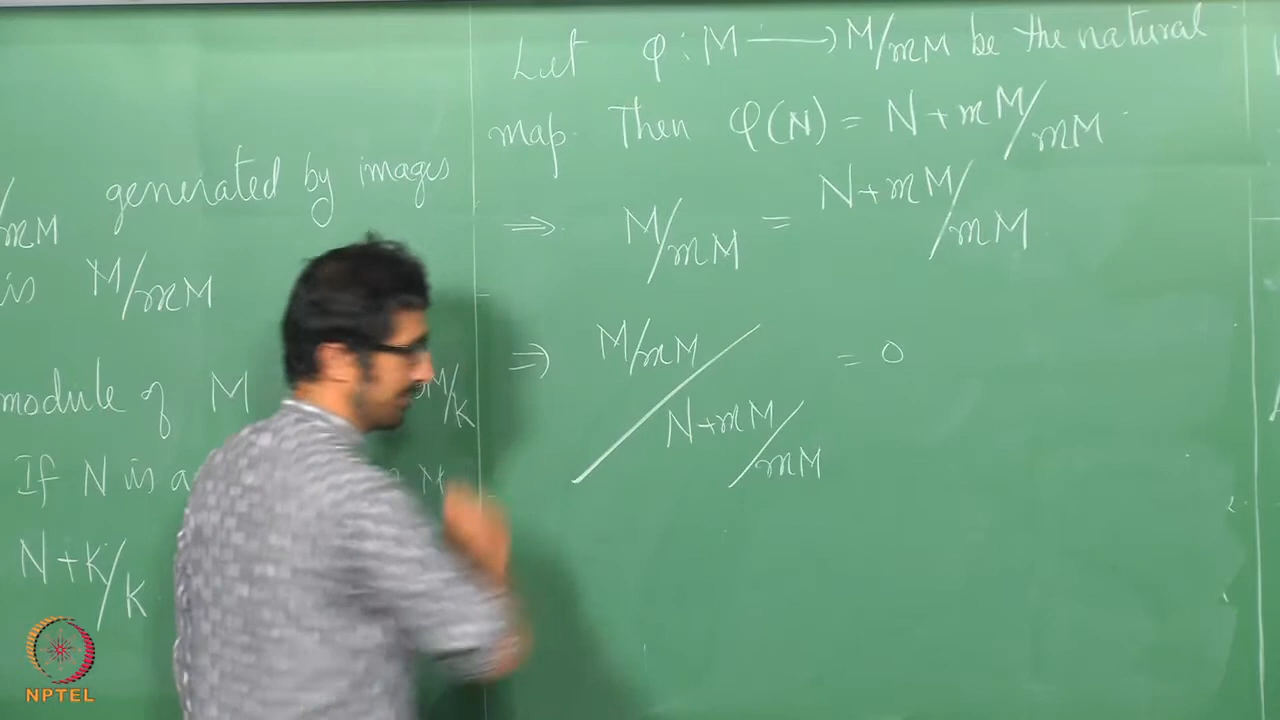 generated by images
/mM
is M/mM
module of M M/K
If N is a M
N+K/K
Let φ : M ⟶ M/mM be the natural
map. Then φ(N) = N+mM/mM.
⇒ M/mM = N+mM/mM
⇒ M/mM / N+mM/mM = 0
NPTEL